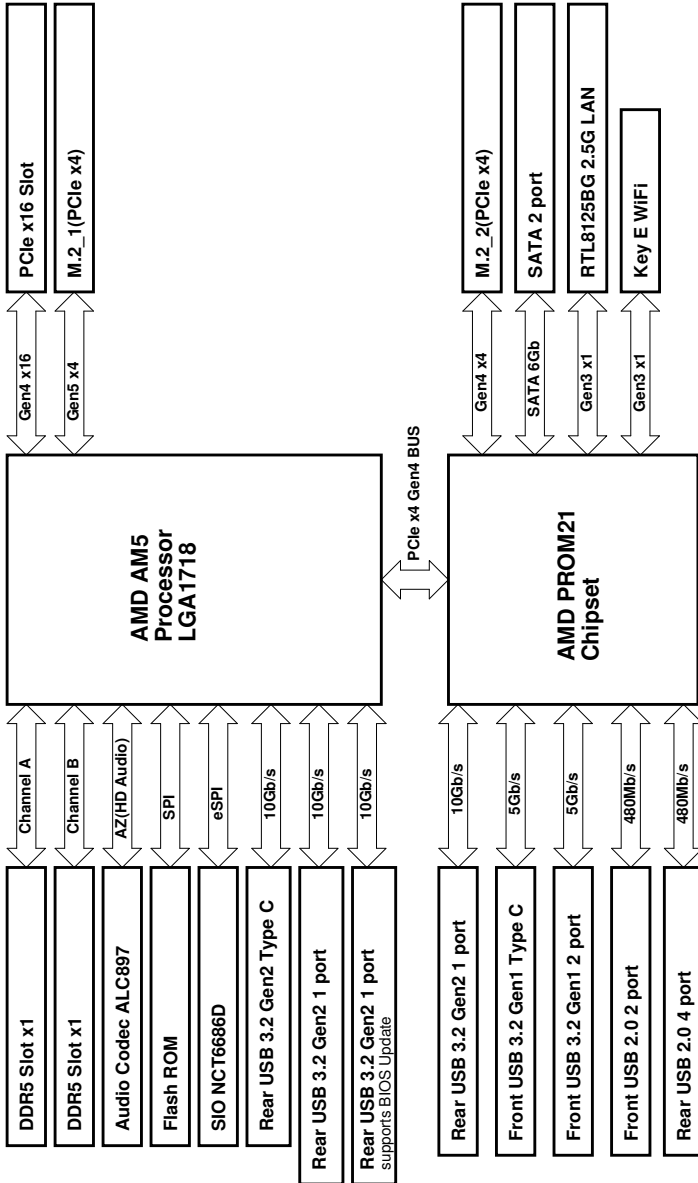 DDR5 Slot x1
Channel A
DDR5 Slot x1
Channel B
Audio Codec ALC897
AZ(HD Audio)
Flash ROM
SPI
SIO NCT6686D
eSPI
Rear USB 3.2 Gen2 Type C
10Gb/s
Rear USB 3.2 Gen2 1 port
10Gb/s
Rear USB 3.2 Gen2 1 port
supports BIOS Update
10Gb/s
AMD AM5
Processor
LGA1718
Gen4 x16
PCIe x16 Slot
Gen5 x4
M.2_1(PCIe x4)
PCIe x4 Gen4 BUS
Rear USB 3.2 Gen2 1 port
10Gb/s
Front USB 3.2 Gen1 Type C
5Gb/s
Front USB 3.2 Gen1 2 port
5Gb/s
Front USB 2.0 2 port
480Mb/s
Rear USB 2.0 4 port
480Mb/s
AMD PROM21
Chipset
Gen4 x4
M.2_2(PCIe x4)
SATA 6Gb
SATA 2 port
Gen3 x1
RTL8125BG 2.5G LAN
Gen3 x1
Key E WiFi